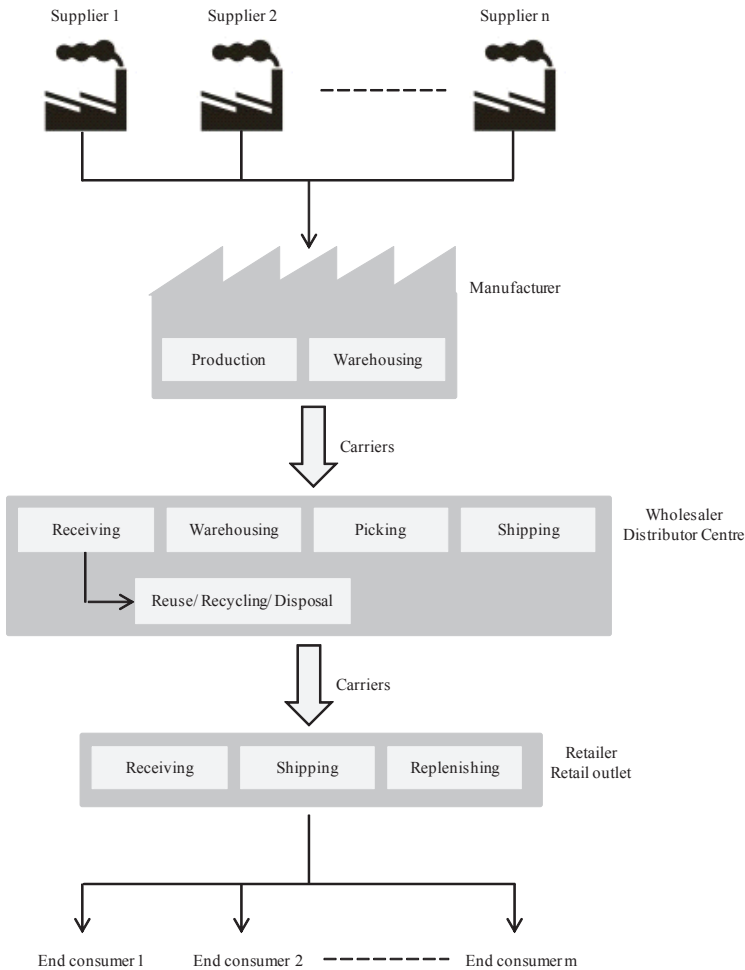 Supplier 1
Supplier 2
Supplier n
Manufacturer
Production
Warehousing
Carriers
Wholesaler
Distributor Centre
Receiving
Warehousing
Picking
Shipping
Reuse/ Recycling/ Disposal
Carriers
Retailer
Retail outlet
Receiving
Shipping
Replenishing
End consumer 1
End consumer 2
End consumer m